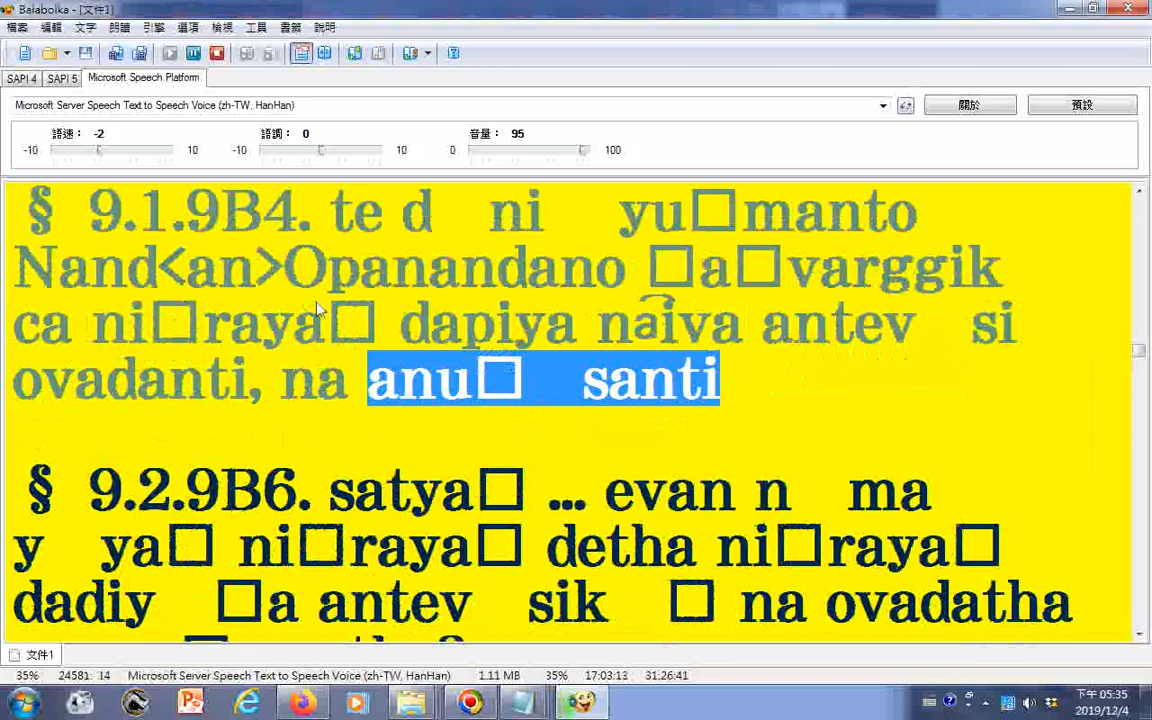 Balabolka - [文件1]
檔案 編輯 文字 朗讀 引擎 選項 檢視 工具 書籤 說明
SAPI 4 SAPI 5 Microsoft Speech Platform
Microsoft Server Speech Text to Speech Voice (zh-TW, HanHan) 關於 預設
語速： -2 語調： 0 音量： 95
-10 10 -10 10 0 100
§ 9.1.9B4. te d ni yu□manto
Nand<an>Opanandano □a□varggik
ca ni□raya□ dapiya na͡iva antev si
ovadanti, na anu□ santi
§ 9.2.9B6. satya□ ... evan n ma
y ya□ ni□raya□ detha ni□raya□
dadiy □a antev sik □ na ovadatha
文件1
35% 24581: 14 Microsoft Server Speech Text to Speech Voice (zh-TW, HanHan) 1.11 MB 35% 17:03:13 31:26:41
下午 05:35
2019/12/4